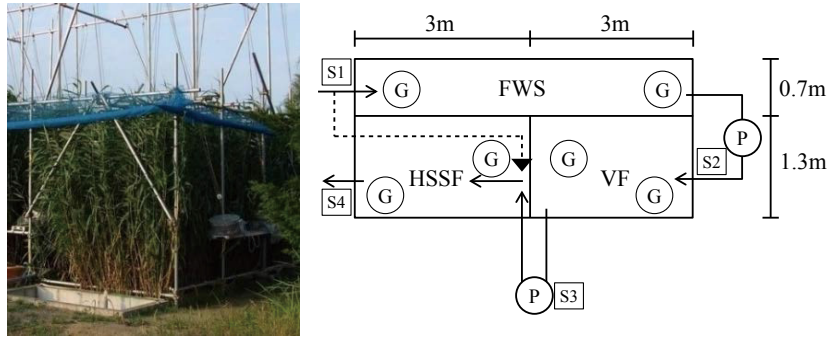 3m 3m
S1 G FWS G 0.7m
P
S2
G G
HSSF VF 1.3m
S4 G G
P S3